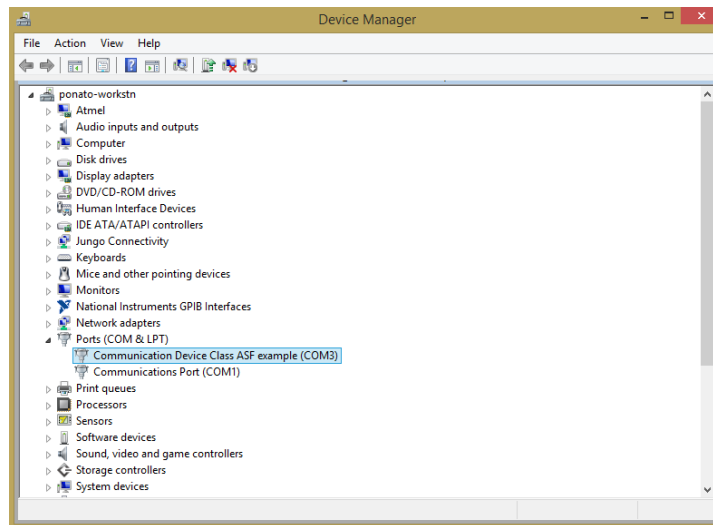 Device Manager
File Action View Help
ponato-workstn
Atmel
Audio inputs and outputs
Computer
Disk drives
Display adapters
DVD/CD-ROM drives
Human Interface Devices
IDE ATA/ATAPI controllers
Jungo Connectivity
Keyboards
Mice and other pointing devices
Monitors
National Instruments GPIB Interfaces
Network adapters
Ports (COM & LPT)
Communication Device Class ASF example (COM3)
Communications Port (COM1)
Print queues
Processors
Sensors
Software devices
Sound, video and game controllers
Storage controllers
System devices